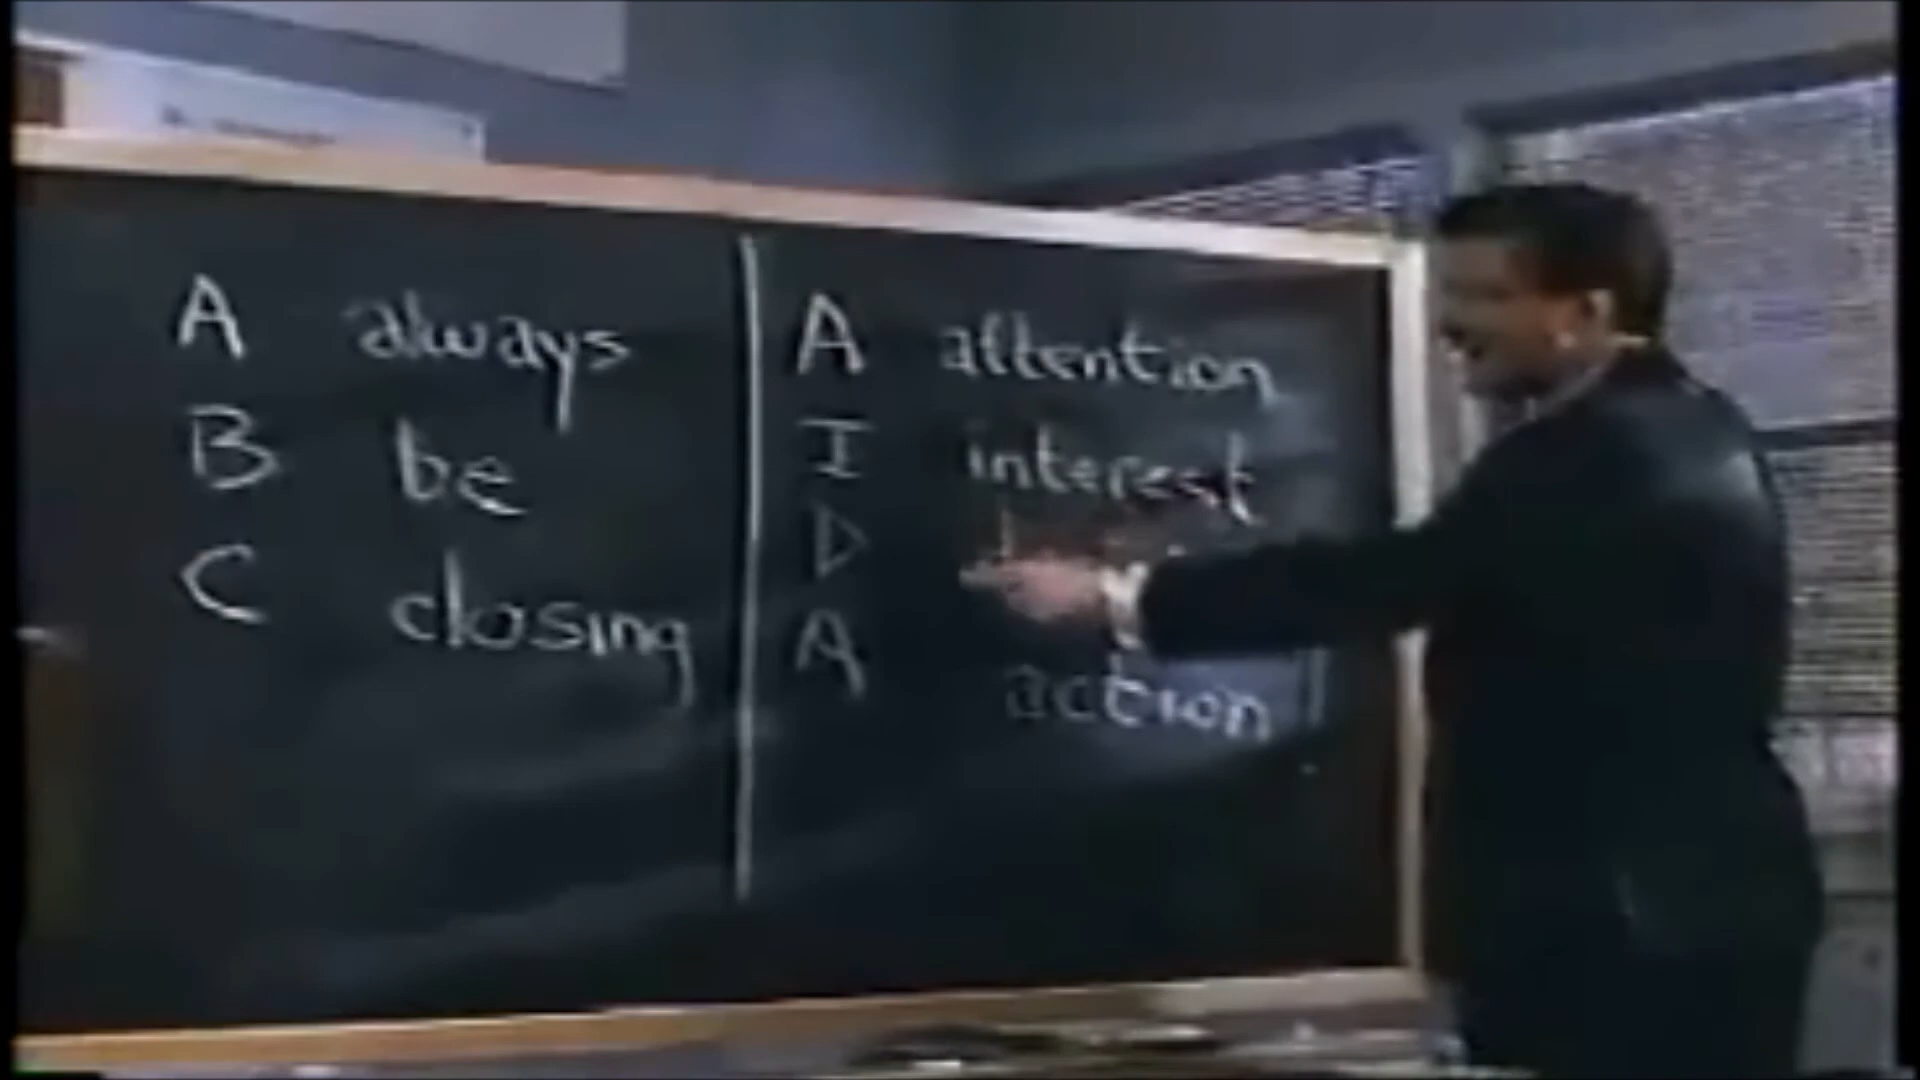 A always
B be
C closing
A attention
I interest
D
A action